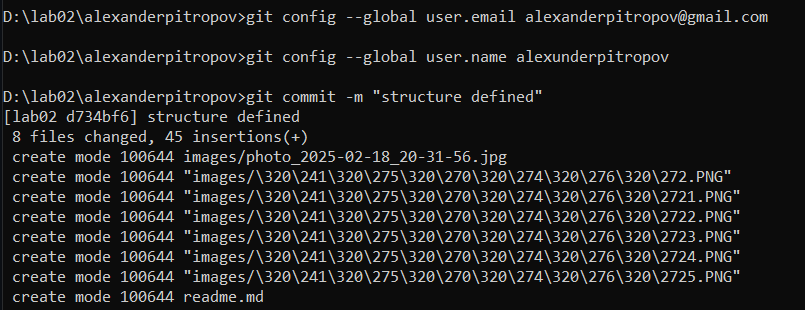 D:\lab02\alexanderpitropov>git config --global user.email alexanderpitropov@gmail.com
D:\lab02\alexanderpitropov>git config --global user.name alexunderpitropov
D:\lab02\alexanderpitropov>git commit -m "structure defined"
[lab02 d734bf6] structure defined
 8 files changed, 45 insertions(+)
 create mode 100644 images/photo_2025-02-18_20-31-56.jpg
 create mode 100644 "images/\320\241\320\275\320\270\320\274\320\276\320\272.PNG"
 create mode 100644 "images/\320\241\320\275\320\270\320\274\320\276\320\2721.PNG"
 create mode 100644 "images/\320\241\320\275\320\270\320\274\320\276\320\2722.PNG"
 create mode 100644 "images/\320\241\320\275\320\270\320\274\320\276\320\2723.PNG"
 create mode 100644 "images/\320\241\320\275\320\270\320\274\320\276\320\2724.PNG"
 create mode 100644 "images/\320\241\320\275\320\270\320\274\320\276\320\2725.PNG"
 create mode 100644 readme.md